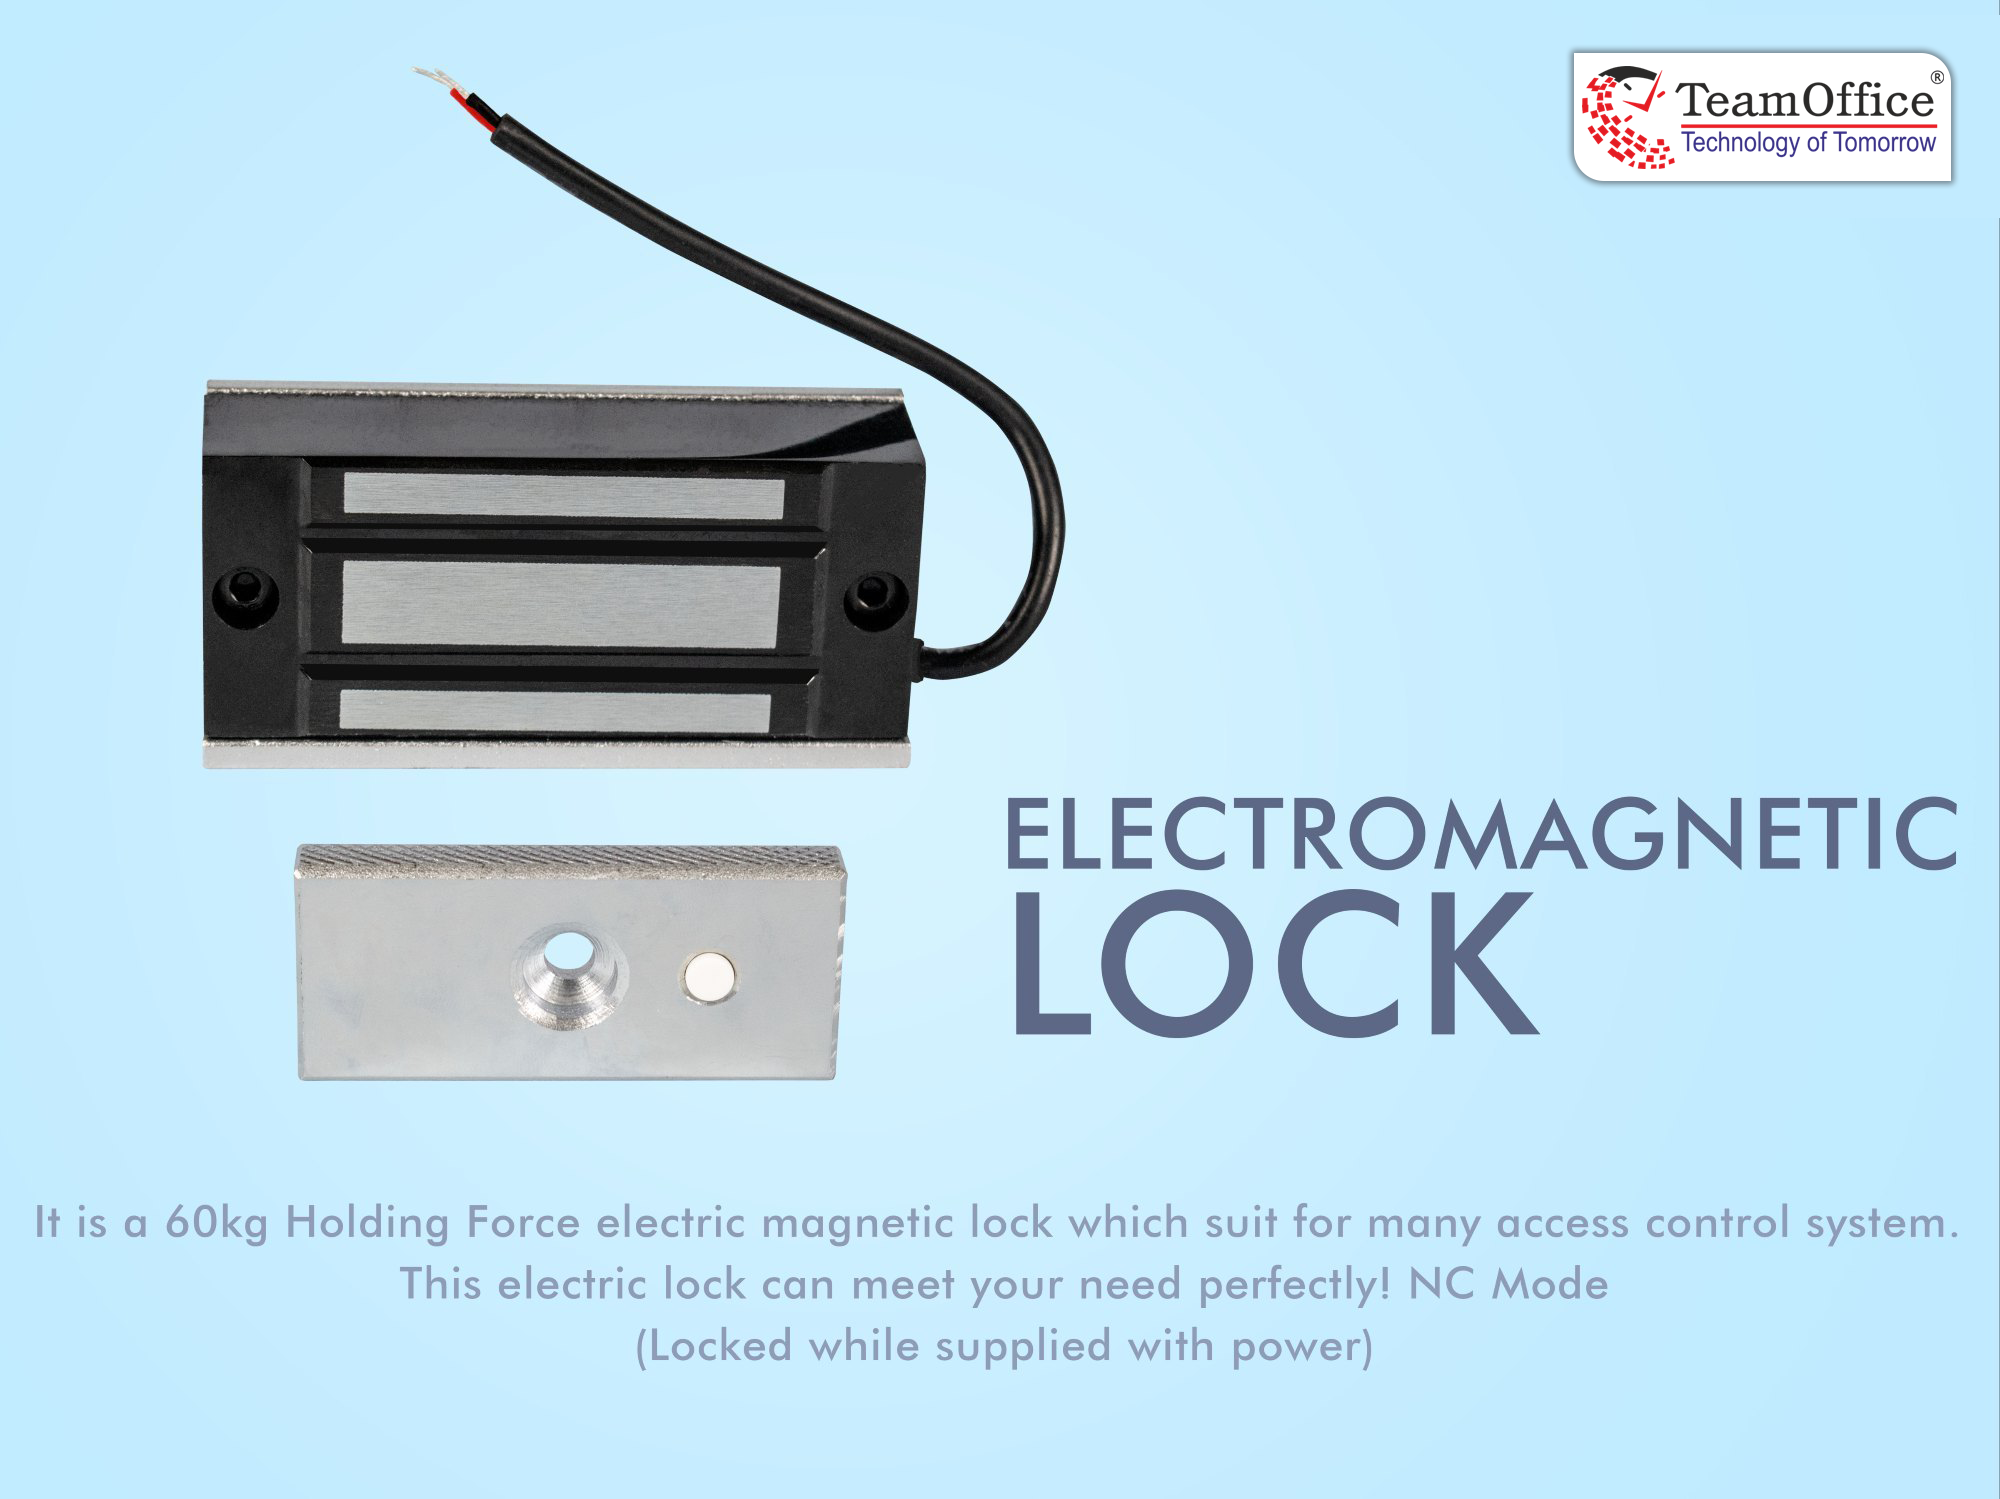 TeamOffice®
Technology of Tomorrow
ELECTROMAGNETIC
LOCK
It is a 60kg Holding Force electric magnetic lock which suit for many access control system.
This electric lock can meet your need perfectly! NC Mode
(Locked while supplied with power)